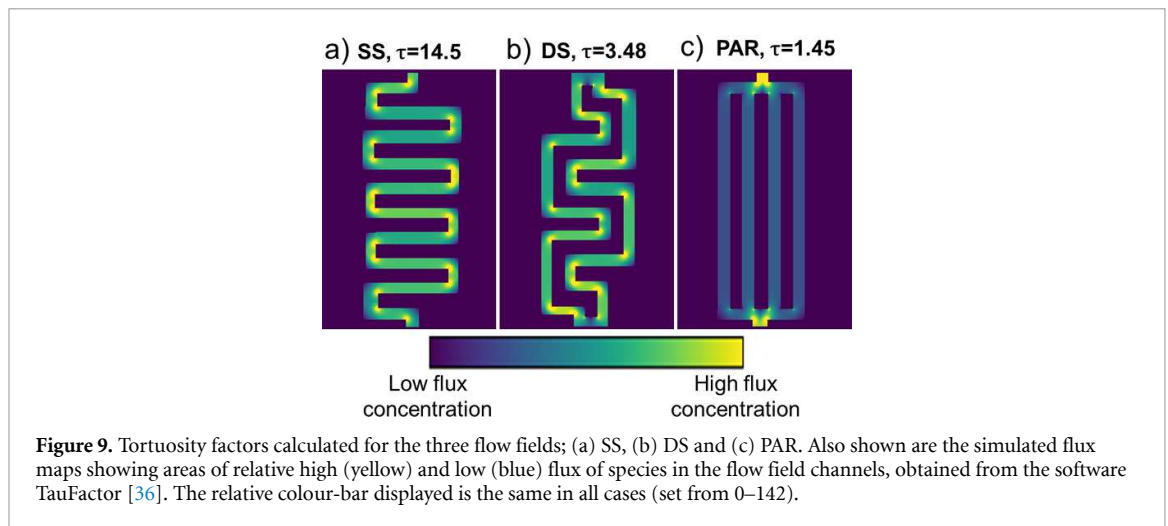 a) SS, τ=14.5
b) DS, τ=3.48
c) PAR, τ=1.45
Low flux concentration
High flux concentration
Figure 9. Tortuosity factors calculated for the three flow fields; (a) SS, (b) DS and (c) PAR. Also shown are the simulated flux
maps showing areas of relative high (yellow) and low (blue) flux of species in the flow field channels, obtained from the software
TauFactor [36]. The relative colour-bar displayed is the same in all cases (set from 0–142).